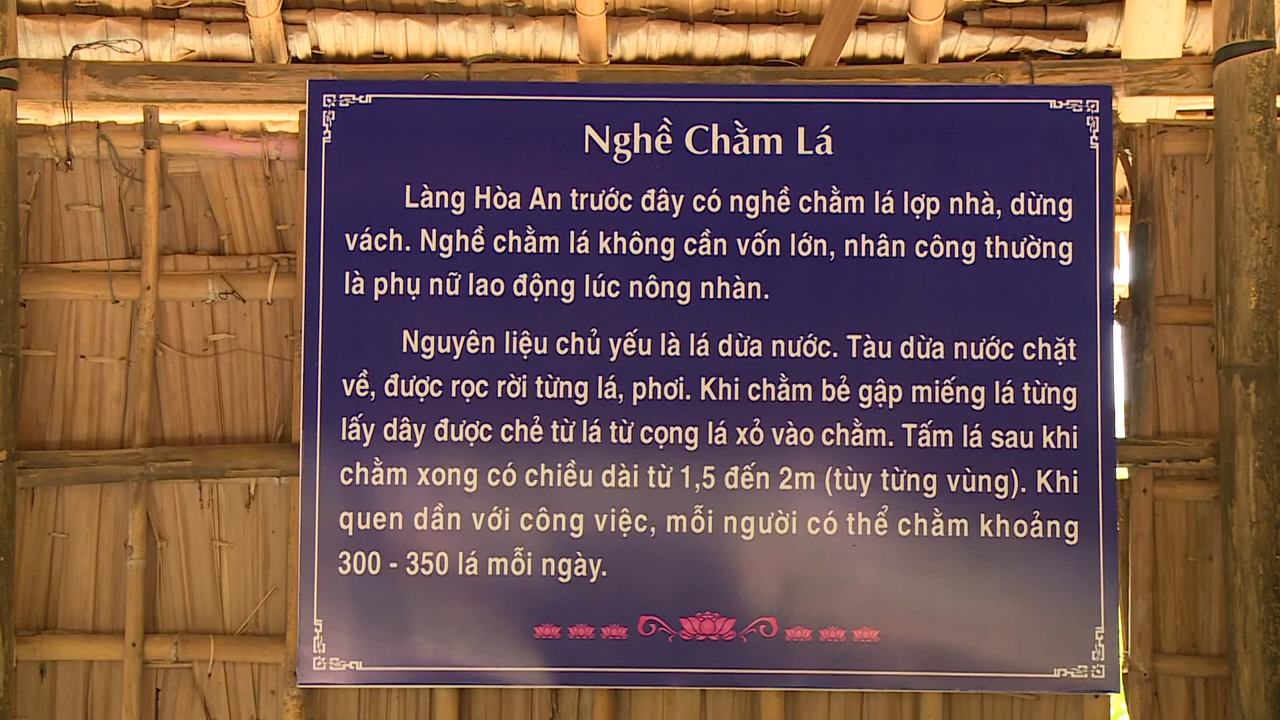 Nghề Chằm Lá
Làng Hòa An trước đây có nghề chằm lá lợp nhà, dừng
vách. Nghề chằm lá không cần vốn lớn, nhân công thường
là phụ nữ lao động lúc nông nhàn.
Nguyên liệu chủ yếu là lá dừa nước. Tàu dừa nước chặt
về, được rọc rời từng lá, phơi. Khi chằm bẻ gập miếng lá từng
lấy dây được chẻ từ lá từ cọng lá xỏ vào chằm. Tấm lá sau khi
chằm xong có chiều dài từ 1,5 đến 2m (tùy từng vùng). Khi
quen dần với công việc, mỗi người có thể chằm khoảng
300 - 350 lá mỗi ngày.